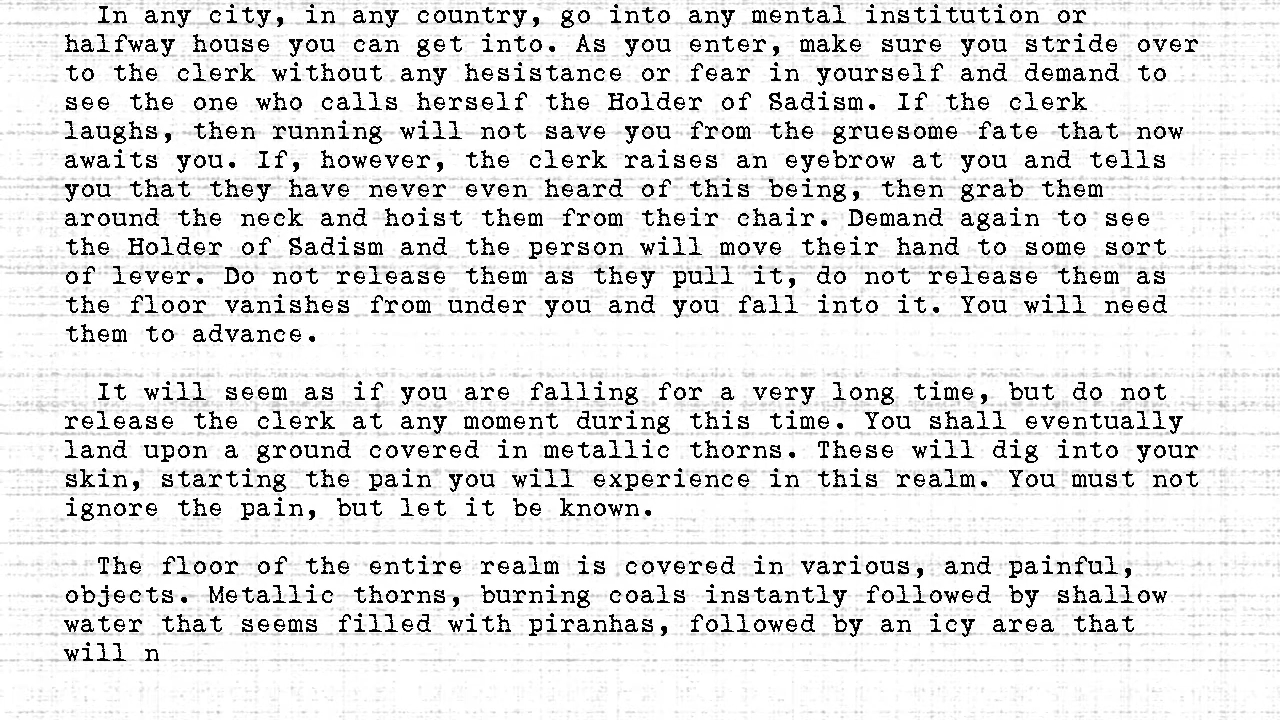 In any city, in any country, go into any mental institution or
halfway house you can get into. As you enter, make sure you stride over
to the clerk without any hesistance or fear in yourself and demand to
see the one who calls herself the Holder of Sadism. If the clerk
laughs, then running will not save you from the gruesome fate that now
awaits you. If, however, the clerk raises an eyebrow at you and tells
you that they have never even heard of this being, then grab them
around the neck and hoist them from their chair. Demand again to see
the Holder of Sadism and the person will move their hand to some sort
of lever. Do not release them as they pull it, do not release them as
the floor vanishes from under you and you fall into it. You will need
them to advance.
It will seem as if you are falling for a very long time, but do not
release the clerk at any moment during this time. You shall eventually
land upon a ground covered in metallic thorns. These will dig into your
skin, starting the pain you will experience in this realm. You must not
ignore the pain, but let it be known.
The floor of the entire realm is covered in various, and painful,
objects. Metallic thorns, burning coals instantly followed by shallow
water that seems filled with piranhas, followed by an icy area that
will n